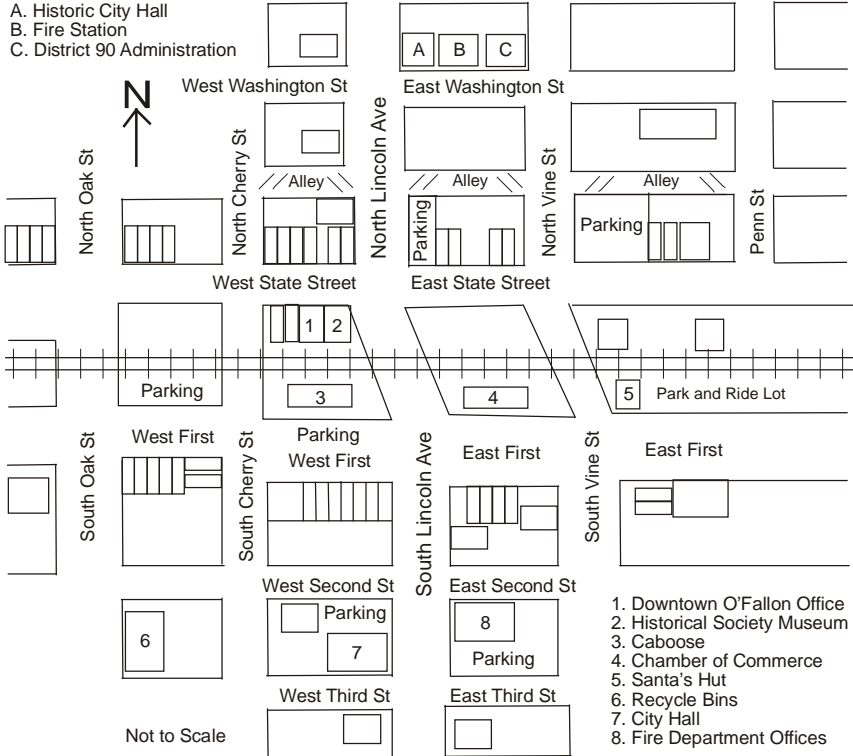 A. Historic City Hall
B. Fire Station
C. District 90 Administration
A B C
N
West Washington St
East Washington St
North Oak St
North Cherry St
North Lincoln Ave
North Vine St
Penn St
Alley
Alley
Alley
Parking
Parking
West State Street
East State Street
1 2
Parking
3
4
5
Park and Ride Lot
West First
Parking
West First
East First
East First
South Oak St
South Cherry St
South Lincoln Ave
South Vine St
West Second St
East Second St
6
Parking
7
8
Parking
1. Downtown O'Fallon Office
2. Historical Society Museum
3. Caboose
4. Chamber of Commerce
5. Santa's Hut
6. Recycle Bins
7. City Hall
8. Fire Department Offices
West Third St
East Third St
Not to Scale